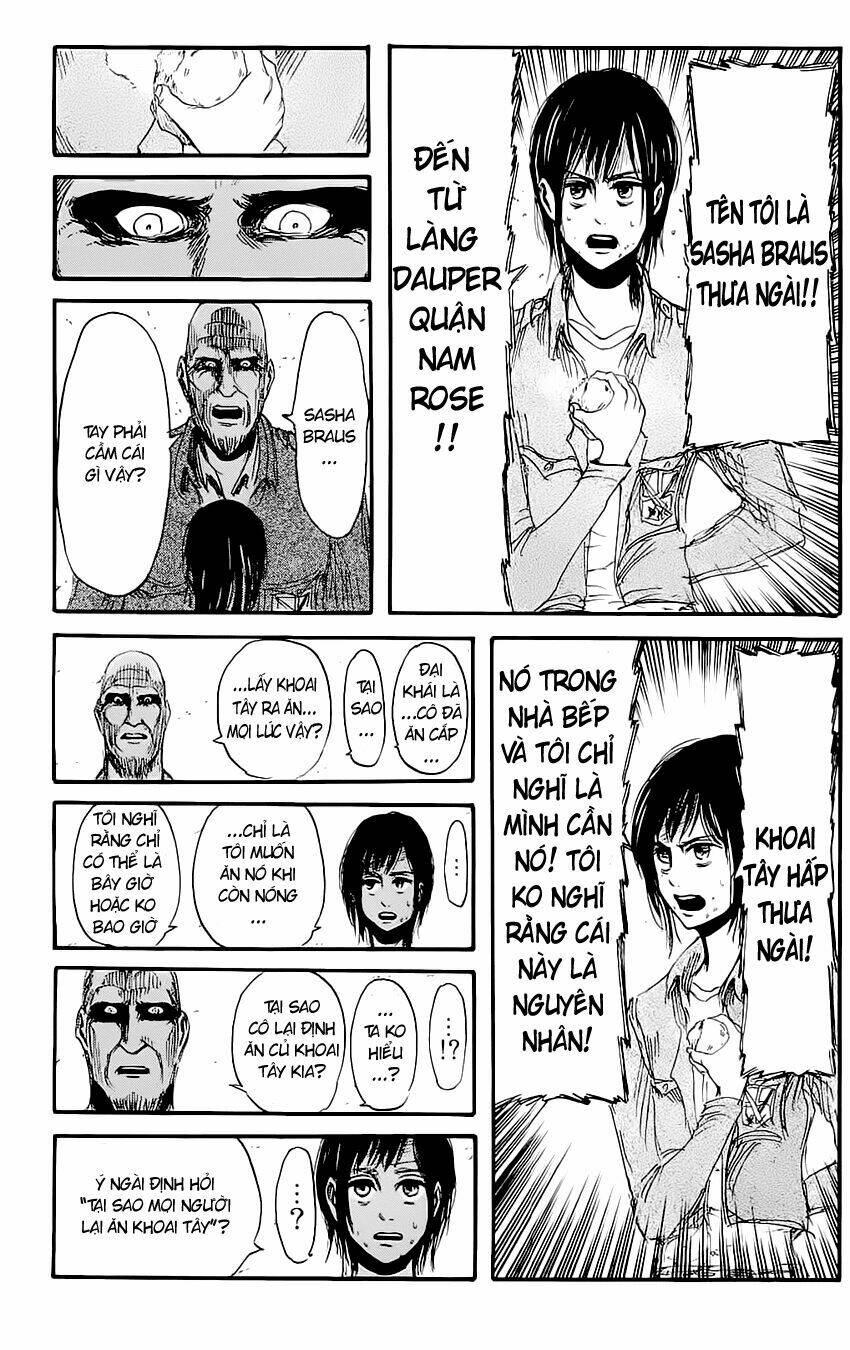 TÊN TÔI LÀ
SASHA BRAUS
THƯA NGÀI!!
ĐẾN
TỪ
LÀNG
DAUPER
QUẬN
NAM
ROSE
!!
SASHA
BRAUS
...
TAY PHẢI
CẦM CÁI
GÌ VẬY?
KHOAI
TÂY HẤP
THƯA
NGÀI!
NÓ TRONG
NHÀ BẾP
VÀ TÔI CHỈ
NGHĨ LÀ
MÌNH CẦN
NÓ! TÔI
KO NGHĨ
RẰNG CÁI
NÀY LÀ
NGUYÊN
NHÂN!
ĐẠI
KHÁI LÀ
...CÔ ĐÃ
ĂN CẮP
...
TẠI
SAO
...
...LẤY KHOAI
TÂY RA ĂN...
MỌI LÚC VẬY?
...?
...CHỈ LÀ
TÔI MUỐN
ĂN NÓ KHI
CÒN NÓNG
...
TÔI NGHĨ
RẰNG CHỈ
CÓ THỂ LÀ
BÂY GIỜ
HOẶC KO
BAO GIỜ
...!?
...
TA KO
HIỂU
...?
TẠI SAO
CÔ LẠI ĐỊNH
ĂN CỦ KHOAI
TÂY KIA?
...?
Ý NGÀI ĐỊNH HỎI
"TẠI SAO MỌI NGƯỜI
LẠI ĂN KHOAI TÂY"?